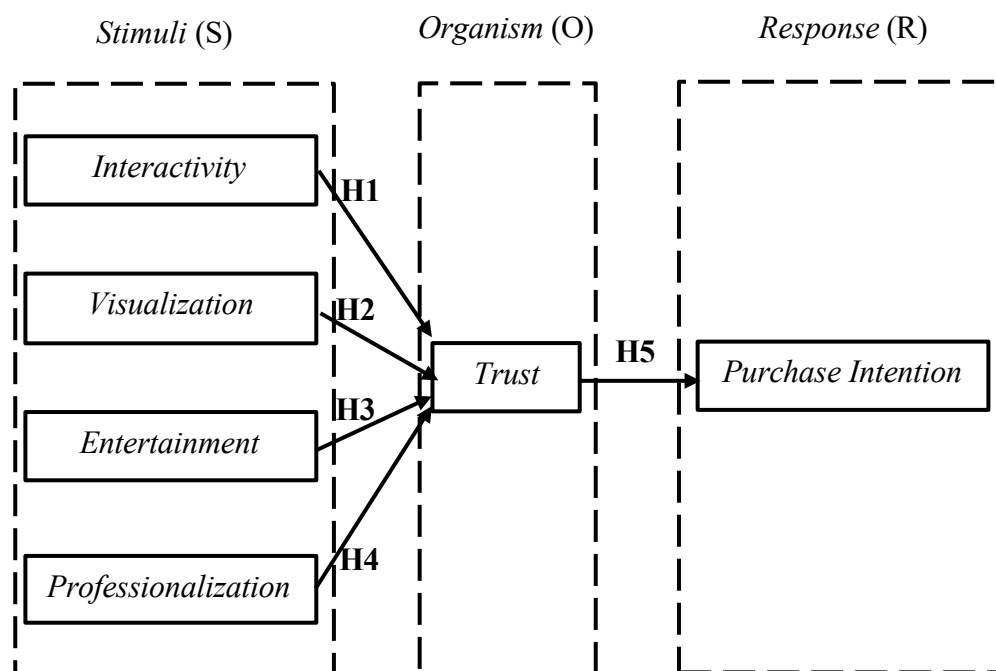 Stimuli (S)
Organism (O)
Response (R)
Interactivity
H1
Visualization
H2
Trust
H5
Purchase Intention
H3
Entertainment
H4
Professionalization